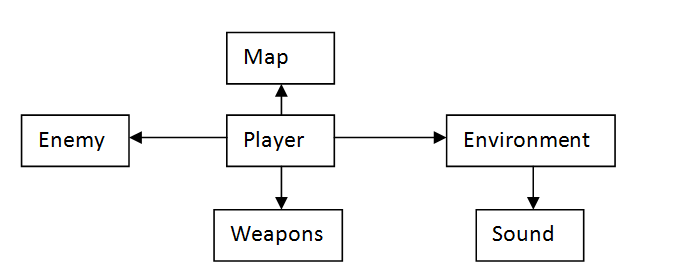 Map
Enemy
Player
Environment
Weapons
Sound